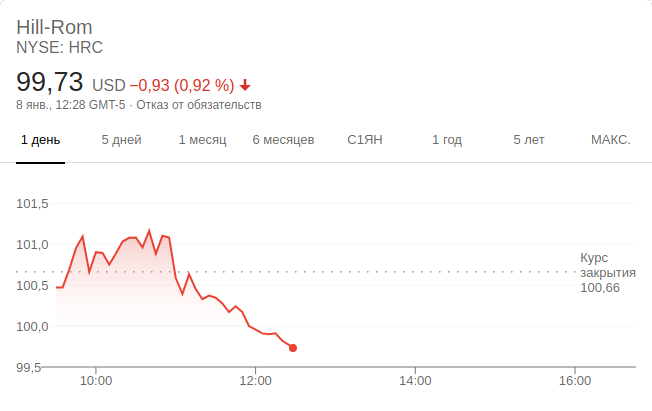 Hill-Rom
NYSE: HRC
99,73 USD −0,93 (0,92 %)
8 янв., 12:28 GMT-5 · Отказ от обязательств
1 день 5 дней 1 месяц 6 месяцев С1ЯН 1 год 5 лет МАКС.
101,5
101,0
Курс
закрытия
100,66
100,5
100,0
99,5
10:00 12:00 14:00 16:00